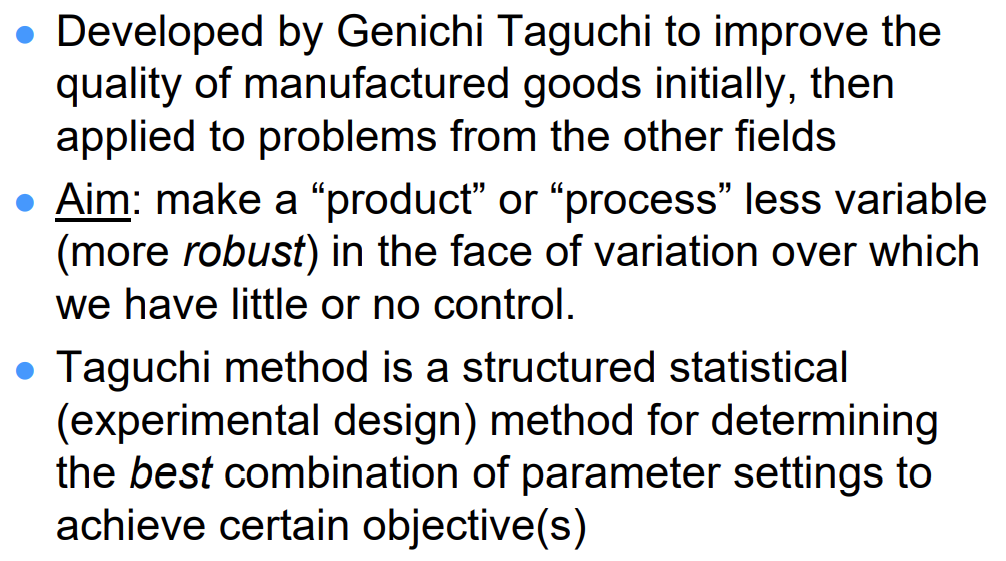 Developed by Genichi Taguchi to improve the
quality of manufactured goods initially, then
applied to problems from the other fields
Aim: make a “product” or “process” less variable
(more robust) in the face of variation over which
we have little or no control.
Taguchi method is a structured statistical
(experimental design) method for determining
the best combination of parameter settings to
achieve certain objective(s)